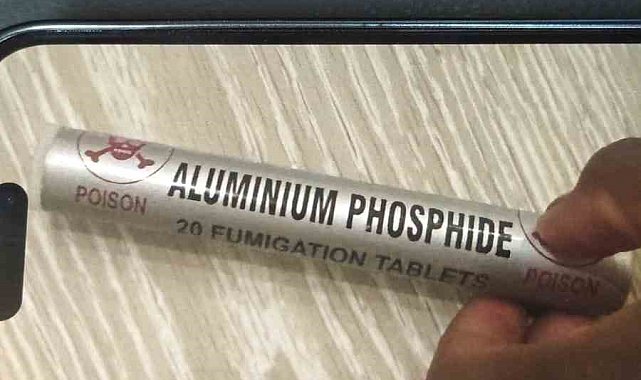 POISON
ALUMINIUM PHOSPHIDE
20 FUMIGATION TABLETS
POISON